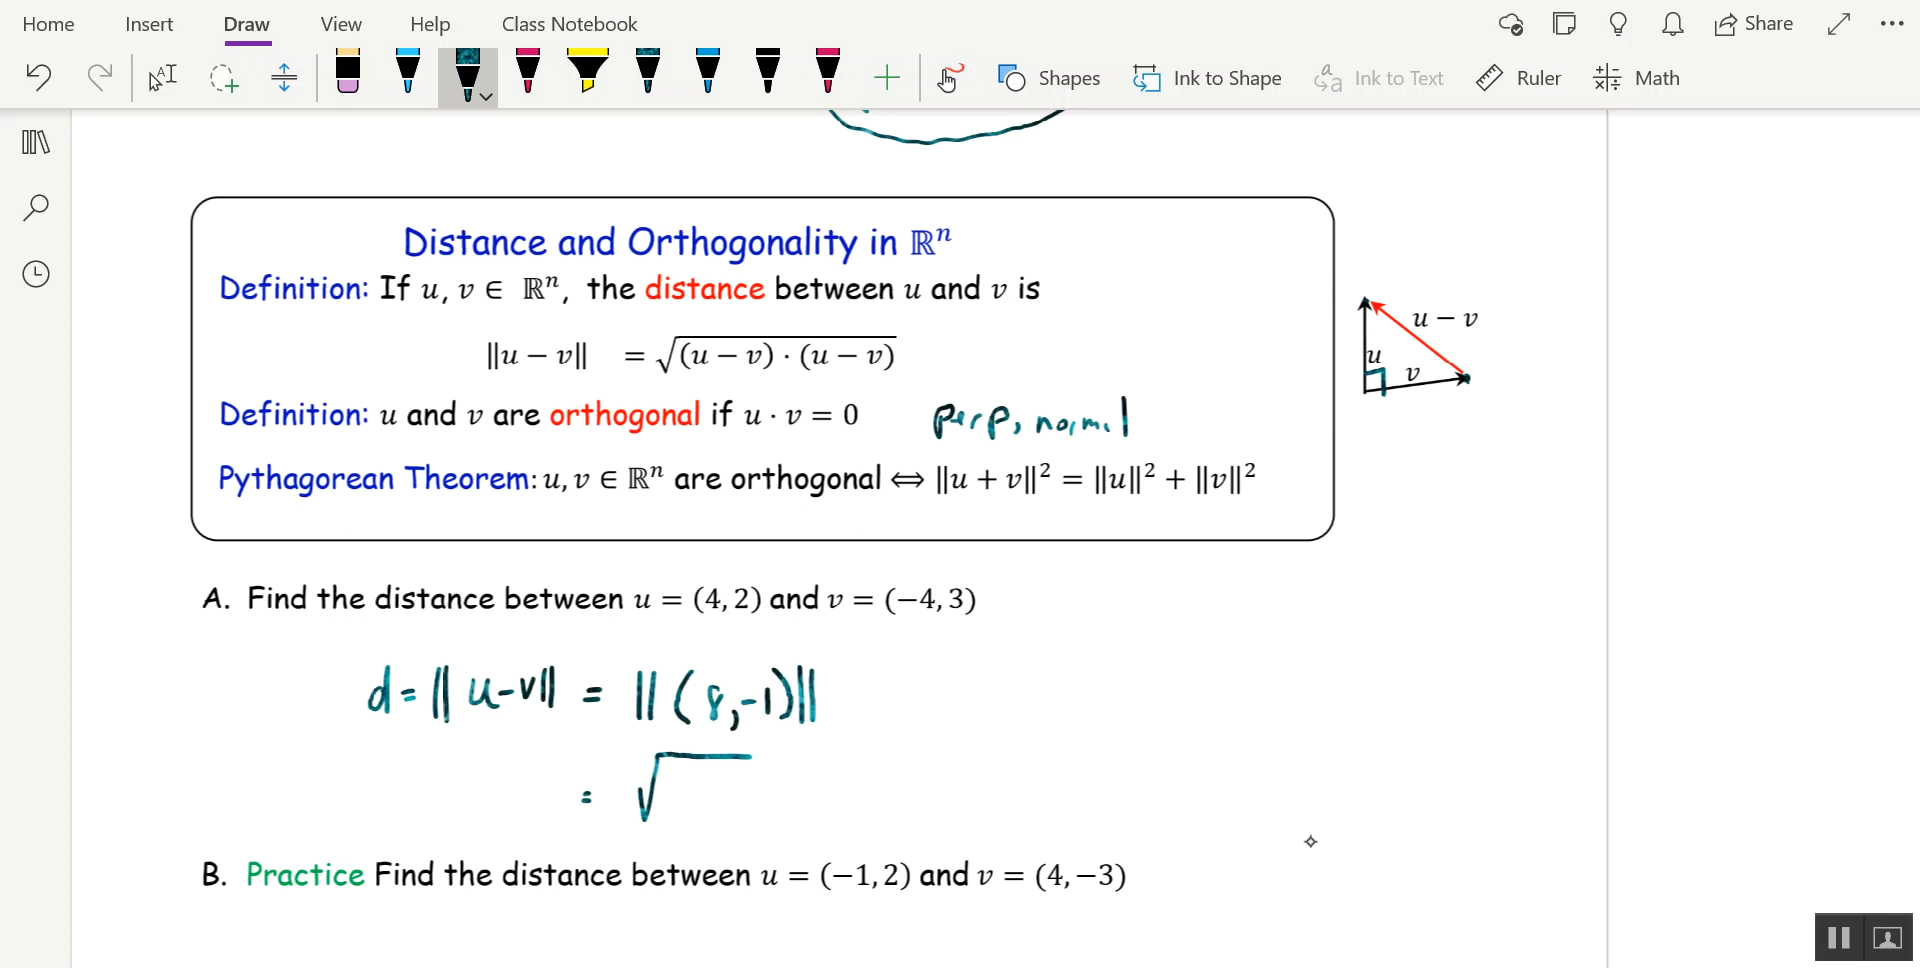 Home Insert Draw View Help Class Notebook Share
Shapes Ink to Shape Ink to Text Ruler Math
Distance and Orthogonality in ℝⁿ
Definition: If u, v ∈ ℝⁿ, the distance between u and v is
‖u − v‖ = √((u − v) · (u − v))
Definition: u and v are orthogonal if u · v = 0 perp, normal
Pythagorean Theorem: u, v ∈ ℝⁿ are orthogonal ⟺ ‖u + v‖² = ‖u‖² + ‖v‖²
u − v
u
v
A. Find the distance between u = (4, 2) and v = (−4, 3)
d = ‖u − v‖ = ‖(8, −1)‖
= √
B. Practice Find the distance between u = (−1, 2) and v = (4, −3)